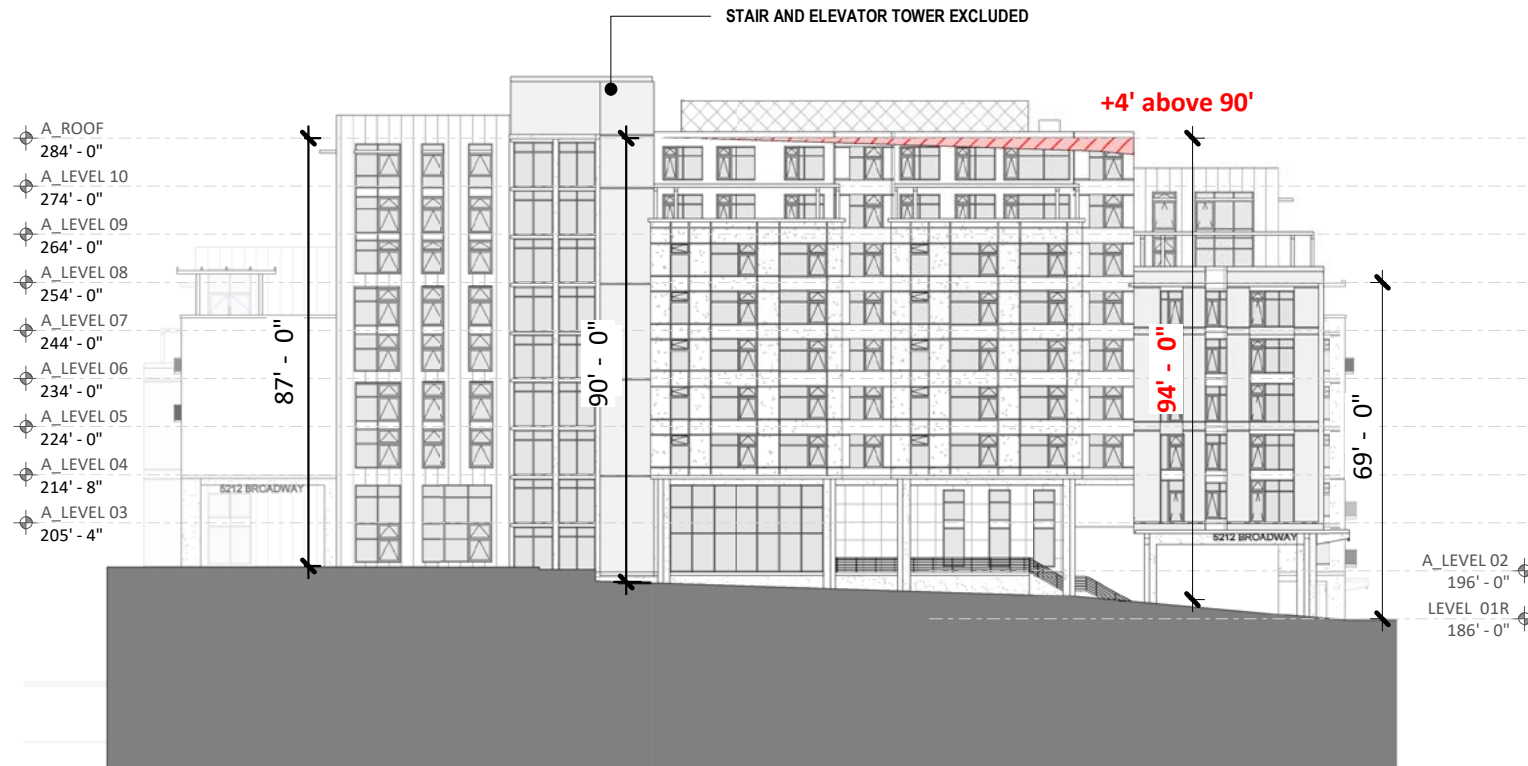 STAIR AND ELEVATOR TOWER EXCLUDED
+4' above 90'
A_ROOF
284' - 0"
A_LEVEL 10
274' - 0"
A_LEVEL 09
264' - 0"
A_LEVEL 08
254' - 0"
A_LEVEL 07
244' - 0"
A_LEVEL 06
234' - 0"
A_LEVEL 05
224' - 0"
A_LEVEL 04
214' - 8"
A_LEVEL 03
205' - 4"
87' - 0"
90' - 0"
94' - 0"
69' - 0"
5212 BROADWAY
5212 BROADWAY
A_LEVEL 02
196' - 0"
LEVEL 01R
186' - 0"